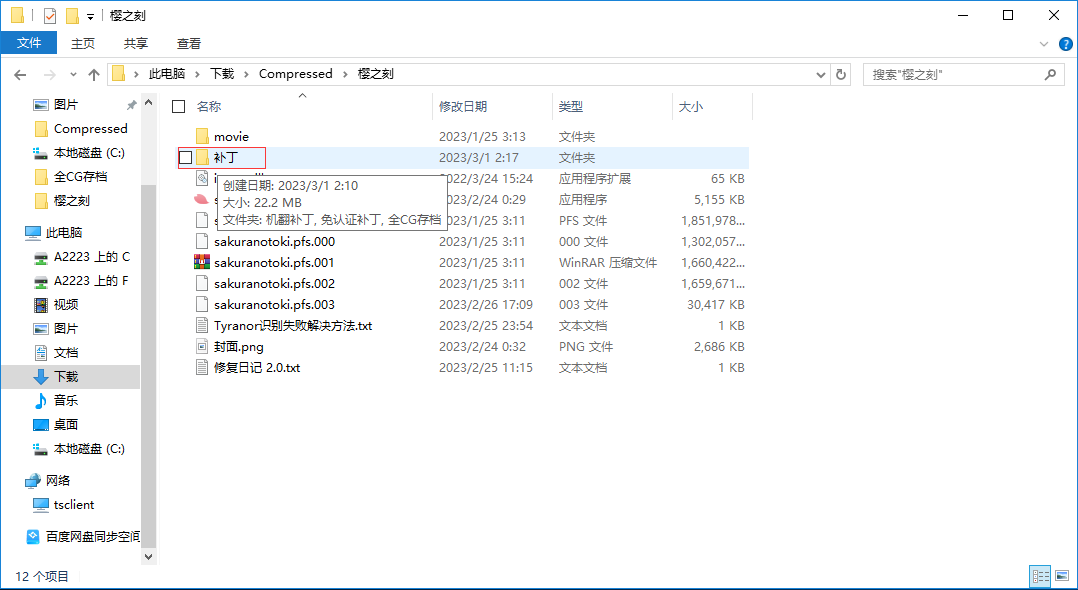 樱之刻
文件 主页 共享 查看
此电脑 下载 Compressed 樱之刻 搜索"樱之刻"
图片
Compressed
本地磁盘 (C:)
全CG存档
樱之刻
此电脑
A2223 上的 C
A2223 上的 F
视频
图片
文档
下载
音乐
桌面
本地磁盘 (C:)
网络
tsclient
百度网盘同步空间
名称 修改日期 类型 大小
movie 2023/1/25 3:13 文件夹
补丁 2023/3/1 2:17 文件夹
2022/3/24 15:24 应用程序扩展 65 KB
2023/2/24 0:29 应用程序 5,155 KB
2023/1/25 3:11 PFS 文件 1,851,978...
sakuranotoki.pfs.000 2023/1/25 3:11 000 文件 1,302,057...
sakuranotoki.pfs.001 2023/1/25 3:11 WinRAR 压缩文件 1,660,422...
sakuranotoki.pfs.002 2023/1/25 3:11 002 文件 1,659,671...
sakuranotoki.pfs.003 2023/2/26 17:09 003 文件 30,417 KB
Tyranor识别失败解决方法.txt 2023/2/25 23:54 文本文档 1 KB
封面.png 2023/2/24 0:32 PNG 文件 2,686 KB
修复日记 2.0.txt 2023/2/25 11:15 文本文档 1 KB
创建日期: 2023/3/1 2:10
大小: 22.2 MB
文件夹: 机翻补丁, 免认证补丁, 全CG存档
12 个项目